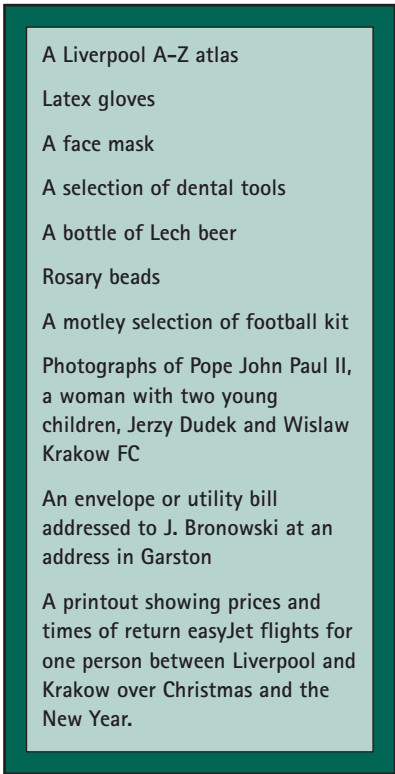 A Liverpool A–Z atlas
Latex gloves
A face mask
A selection of dental tools
A bottle of Lech beer
Rosary beads
A motley selection of football kit
Photographs of Pope John Paul II,
a woman with two young
children, Jerzy Dudek and Wislaw
Krakow FC
An envelope or utility bill
addressed to J. Bronowski at an
address in Garston
A printout showing prices and
times of return easyJet flights for
one person between Liverpool and
Krakow over Christmas and the
New Year.